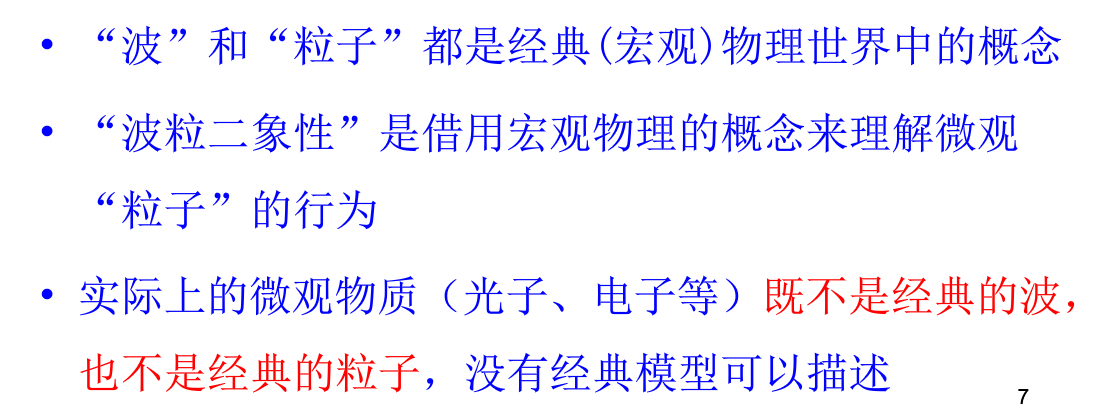 • “波”和“粒子”都是经典(宏观)物理世界中的概念
• “波粒二象性”是借用宏观物理的概念来理解微观
“粒子”的行为
• 实际上的微观物质（光子、电子等）既不是经典的波，
也不是经典的粒子，没有经典模型可以描述
7